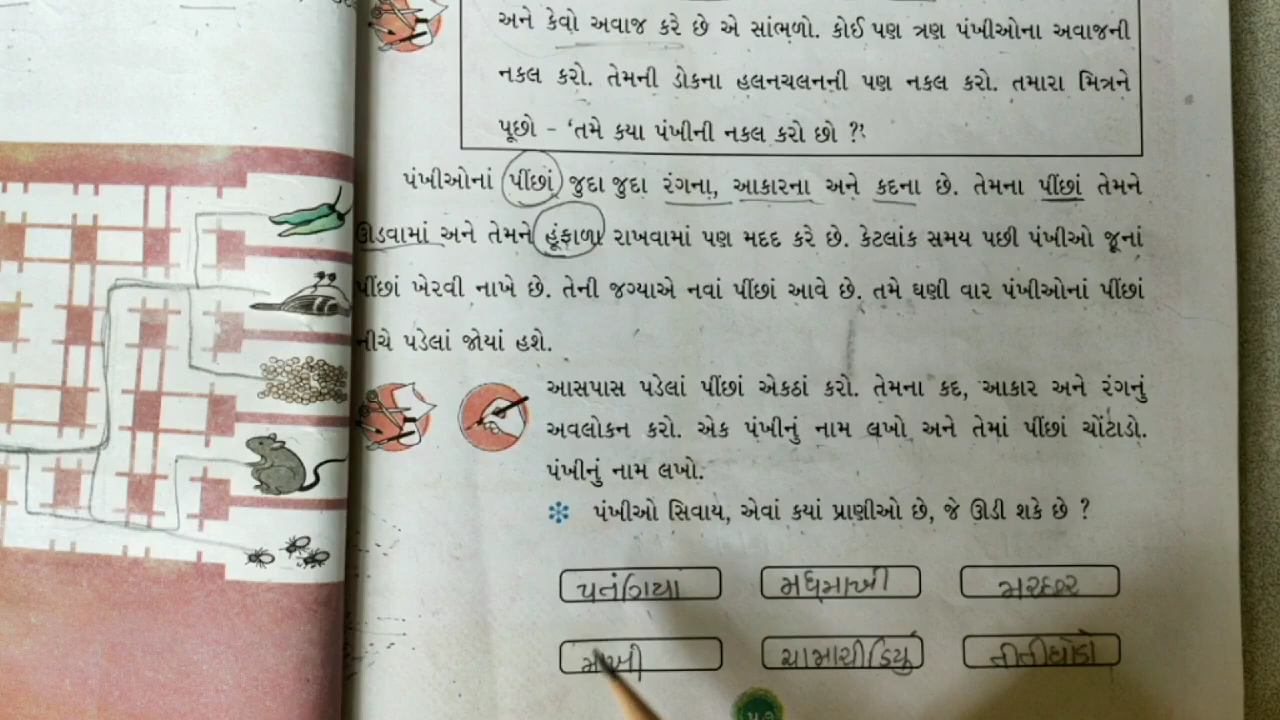 અને કેવો અવાજ કરે છે એ સાંભળો. કોઈ પણ ત્રણ પંખીઓના અવાજની
નકલ કરો. તેમની ડોકના હલનચલનની પણ નકલ કરો. તમારા મિત્રને
પૂછો – ‘તમે કયા પંખીની નકલ કરો છો ?’
પંખીઓનાં પીંછાં જુદા જુદા રંગના, આકારના અને કદના છે. તેમના પીંછાં તેમને
ઊડવામાં અને તેમને હૂંફાળા રાખવામાં પણ મદદ કરે છે. કેટલાંક સમય પછી પંખીઓ જૂનાં
પીંછાં ખેરવી નાખે છે. તેની જગ્યાએ નવાં પીંછાં આવે છે. તમે ઘણી વાર પંખીઓનાં પીંછાં
નીચે પડેલાં જોયાં હશે.
આસપાસ પડેલાં પીંછાં એકઠાં કરો. તેમના કદ, આકાર અને રંગનું
અવલોકન કરો. એક પંખીનું નામ લખો અને તેમાં પીંછાં ચોંટાડો.
પંખીનું નામ લખો.
પંખીઓ સિવાય, એવાં કયાં પ્રાણીઓ છે, જે ઊડી શકે છે ?
પતંગિયા મધમાખી મચ્છર
માખી ચામાચીડિયું તીતીઘોડો